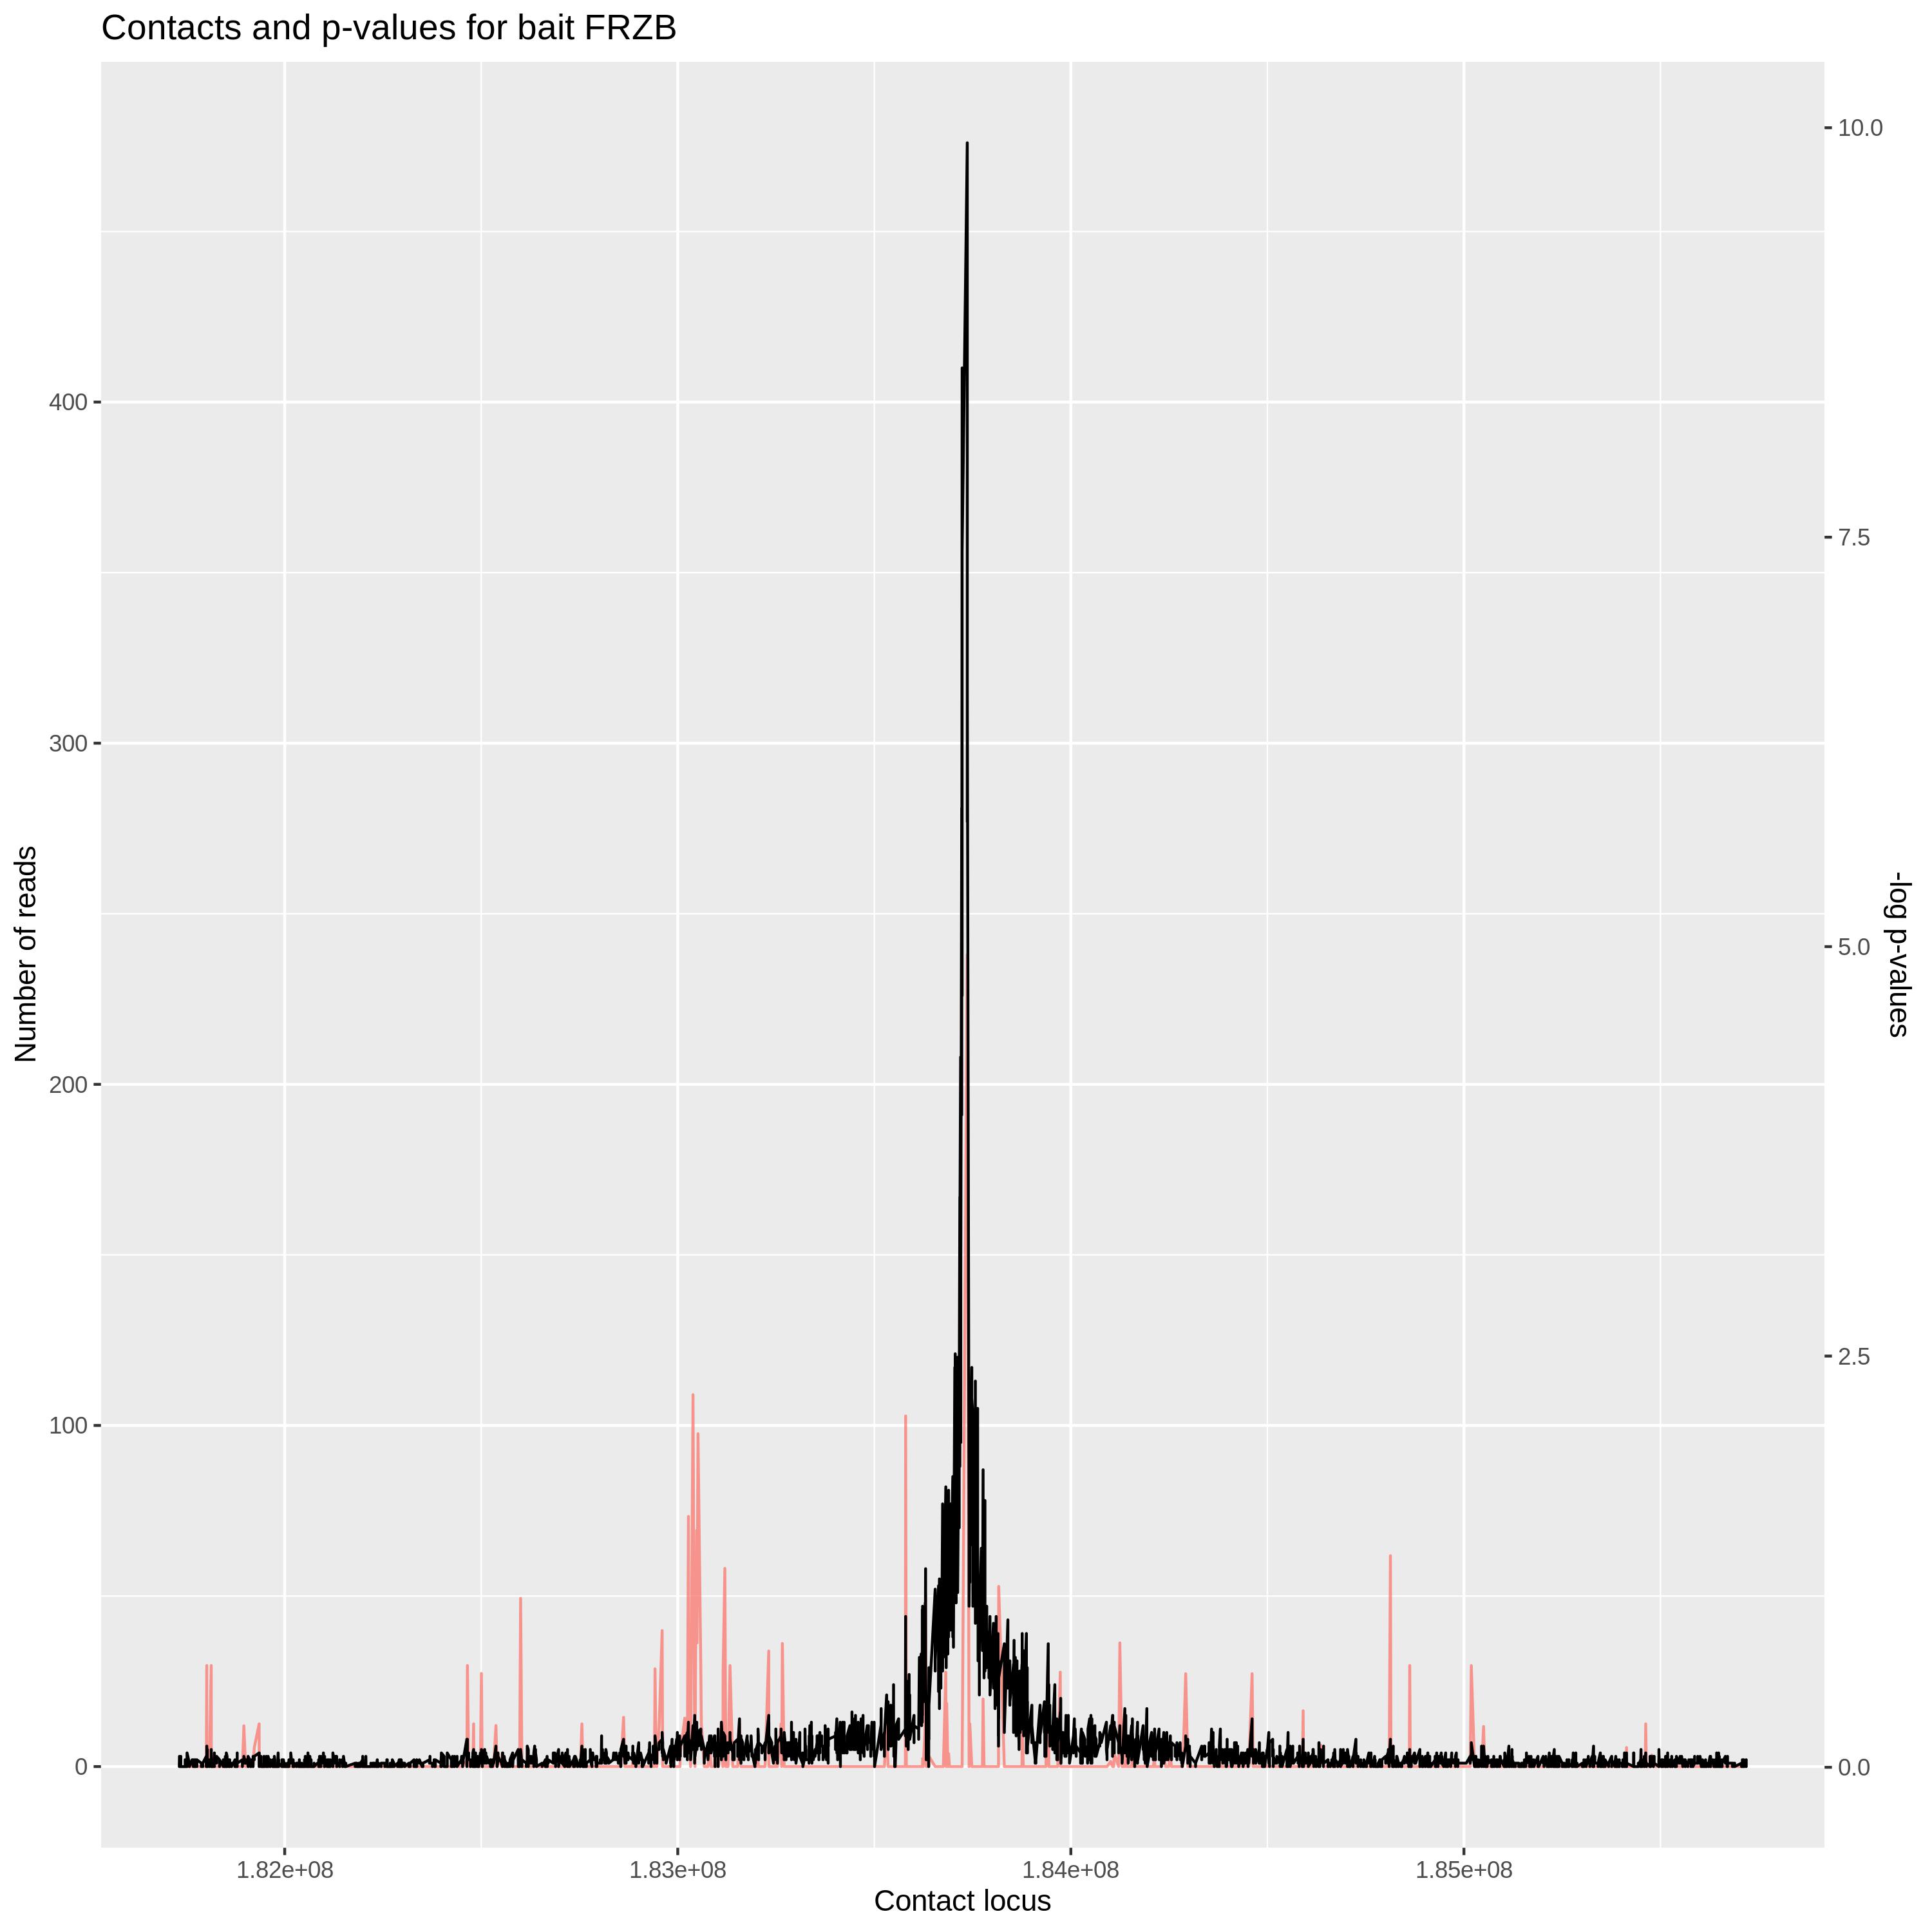 Contacts and p-values for bait FRZB
Number of reads
400
300
200
100
0
10.0
7.5
5.0
2.5
0.0
-log p-values
1.82e+08
1.83e+08
1.84e+08
1.85e+08
Contact locus